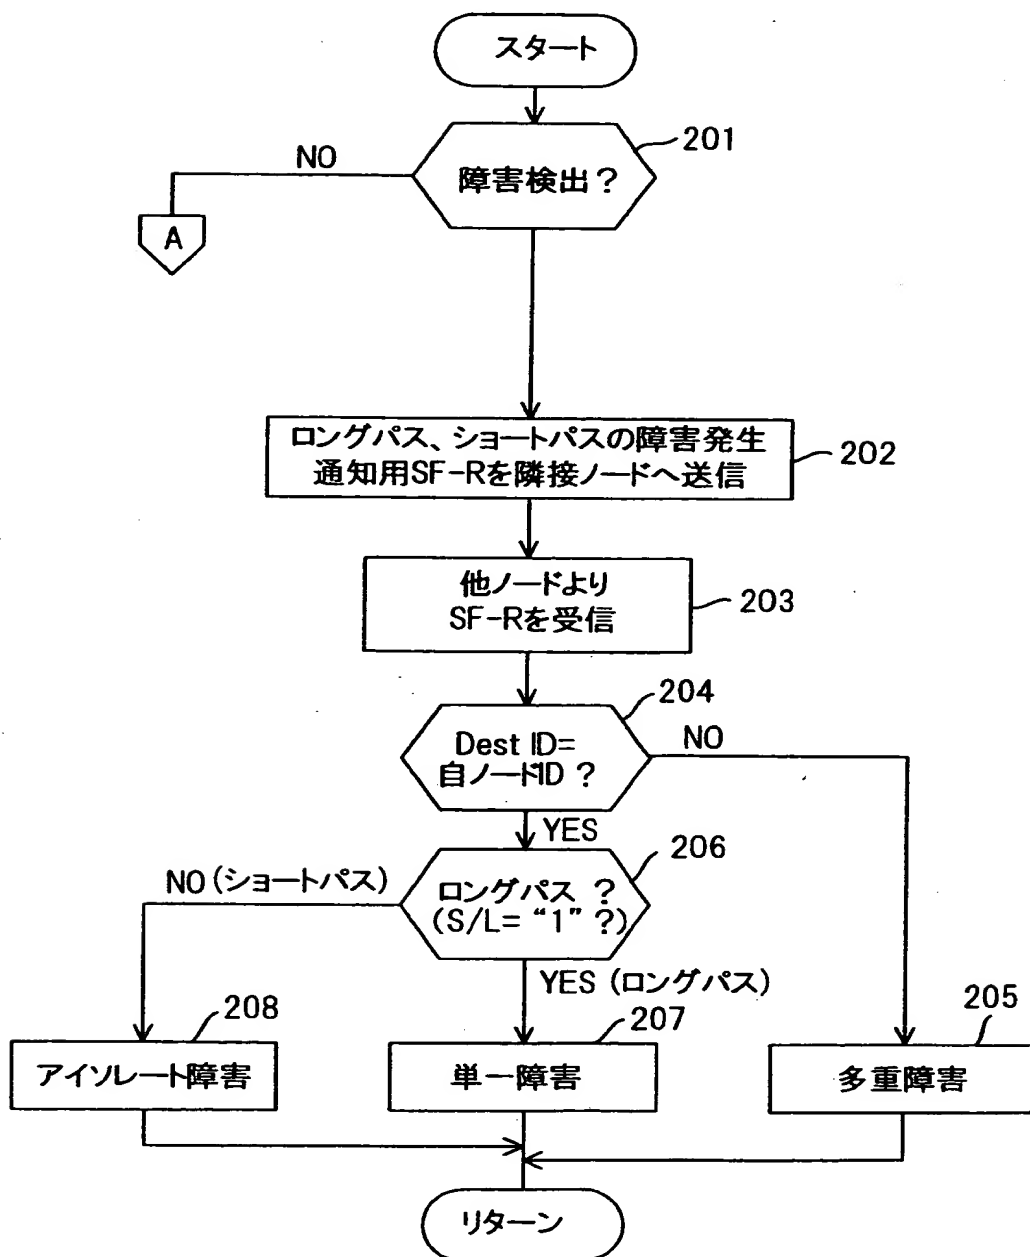 スタート
201
NO
障害検出?
A
ロングパス、ショートパスの障害発生
通知用SF-Rを隣接ノードへ送信
202
他ノードより
SF-Rを受信
203
204
Dest ID=
自ノードID ?
NO
YES
206
NO (ショートパス)
ロングパス ?
(S/L= “1” ?)
YES (ロングパス)
208
207
205
アイソレート障害
単一障害
多重障害
リターン